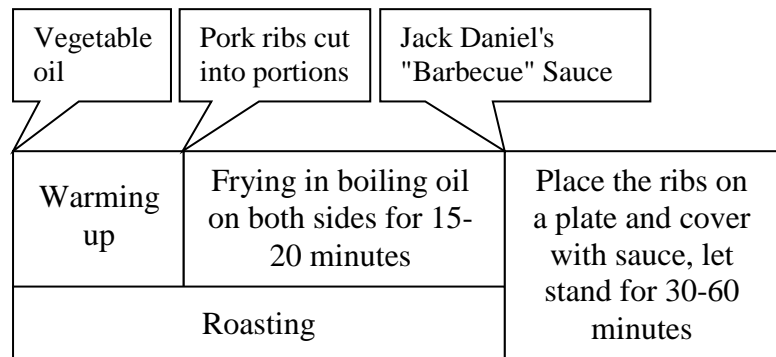 Vegetable
oil
Pork ribs cut
into portions
Jack Daniel's
"Barbecue" Sauce
Warming
up
Frying in boiling oil
on both sides for 15-
20 minutes
Place the ribs on
a plate and cover
with sauce, let
stand for 30-60
minutes
Roasting